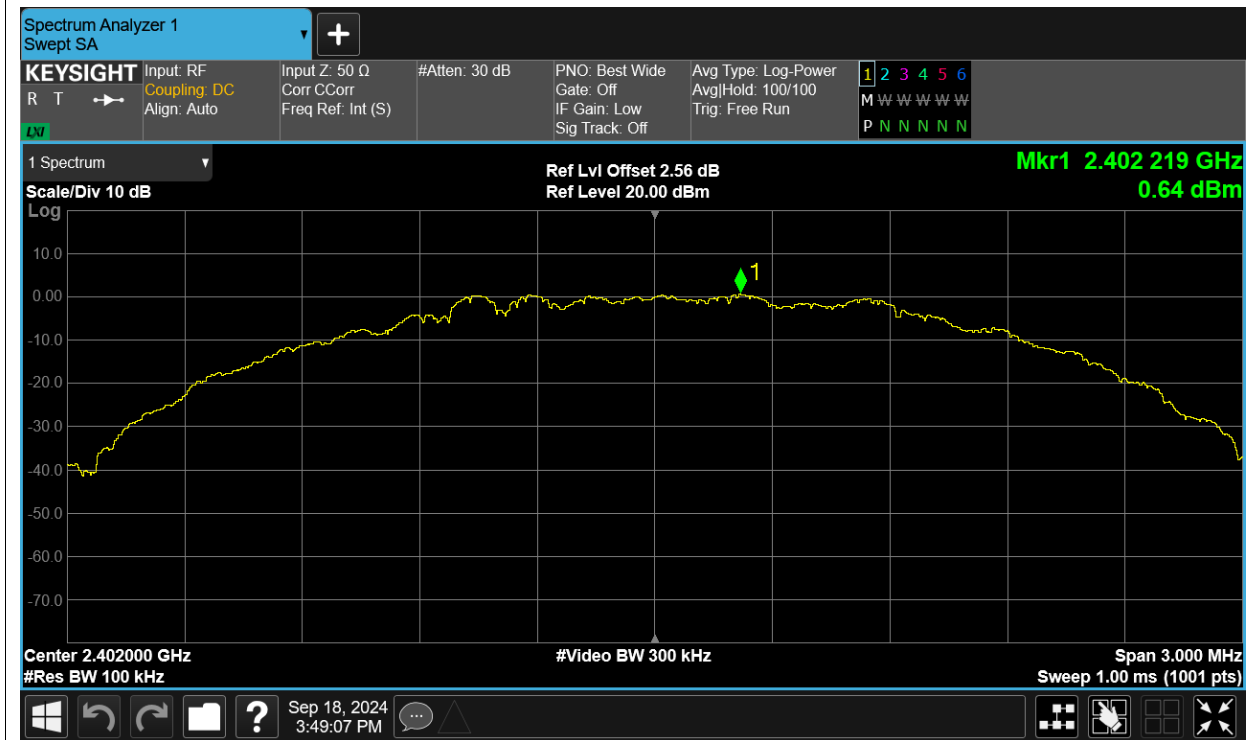 Spectrum Analyzer 1
Swept SA
KEYSIGHT
R T
LXI
Input: RF
Coupling: DC
Align: Auto
Input Z: 50 Ω
Corr CCorr
Freq Ref: Int (S)
#Atten: 30 dB
PNO: Best Wide
Gate: Off
IF Gain: Low
Sig Track: Off
Avg Type: Log-Power
Avg|Hold: 100/100
Trig: Free Run
1 2 3 4 5 6
M W W W W W
P N N N N N
1 Spectrum
Scale/Div 10 dB
Log
Ref Lvl Offset 2.56 dB
Ref Level 20.00 dBm
Mkr1 2.402 219 GHz
0.64 dBm
1
10.0
0.00
-10.0
-20.0
-30.0
-40.0
-50.0
-60.0
-70.0
Center 2.402000 GHz
#Res BW 100 kHz
#Video BW 300 kHz
Span 3.000 MHz
Sweep 1.00 ms (1001 pts)
?
Sep 18, 2024
3:49:07 PM